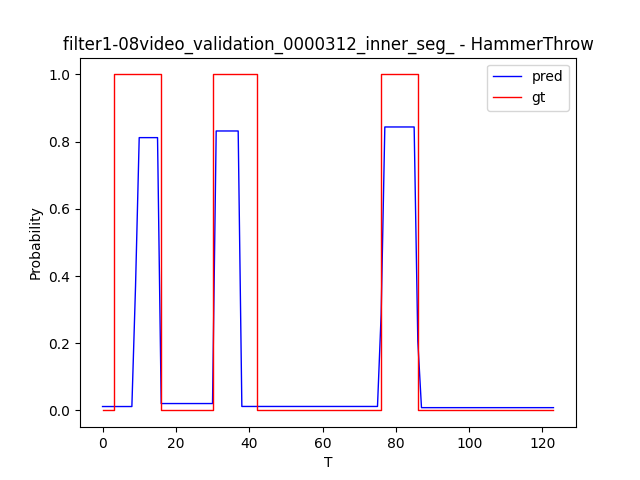 filter1-08video_validation_0000312_inner_seg_ - HammerThrow
pred
gt
1.0
0.8
0.6
0.4
0.2
0.0
Probability
0 20 40 60 80 100 120
T